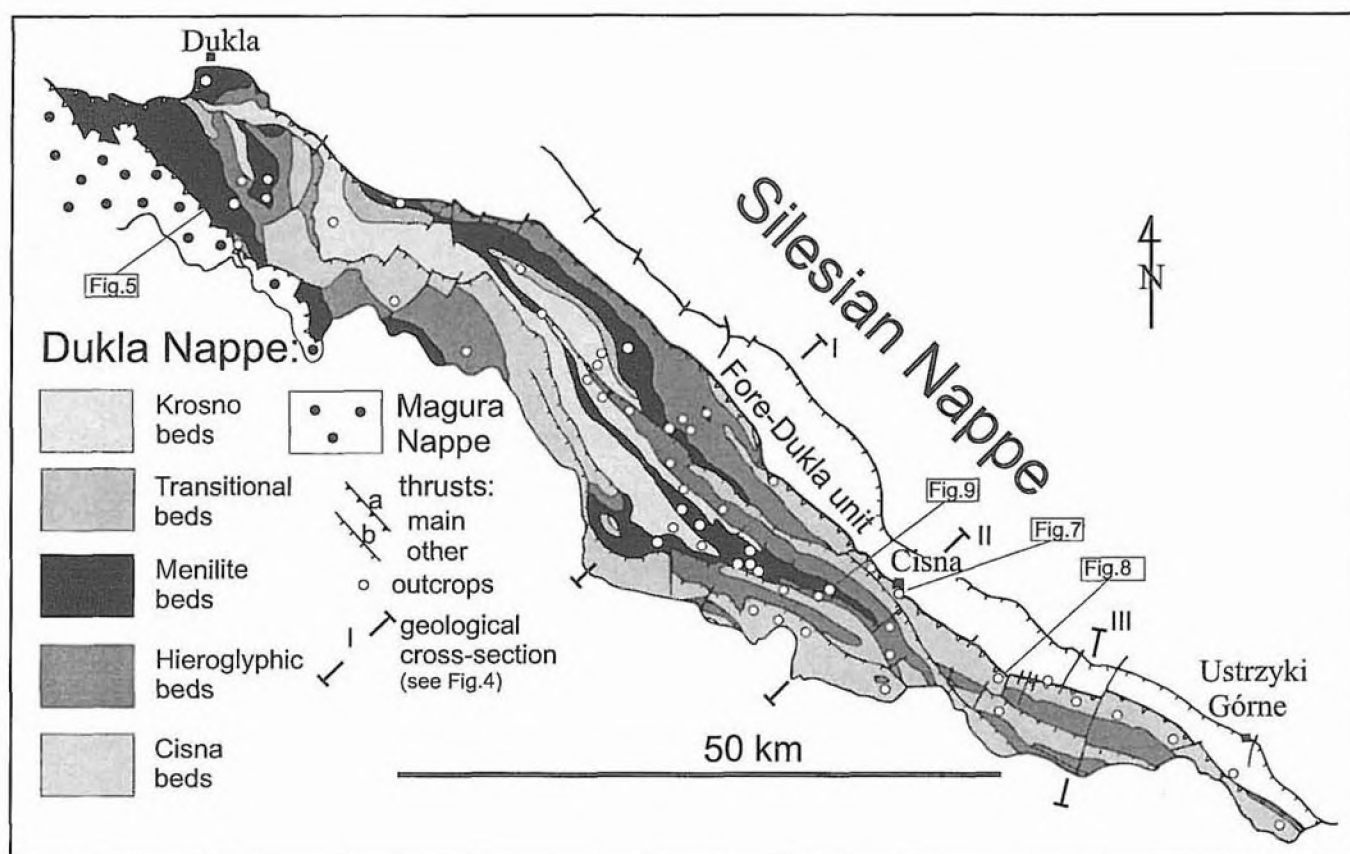 Dukla
Fig.5
Silesian Nappe
N
I
Fore-Dukla unit
Fig.9
II
Cisna
Fig.7
Fig.8
III
Ustrzyki
Górne
Dukla Nappe:
Krosno
beds
Transitional
beds
Menilite
beds
Hieroglyphic
beds
Cisna
beds
Magura
Nappe
a
thrusts:
main
b
other
outcrops
I
geological
cross-section
(see Fig.4)
50 km